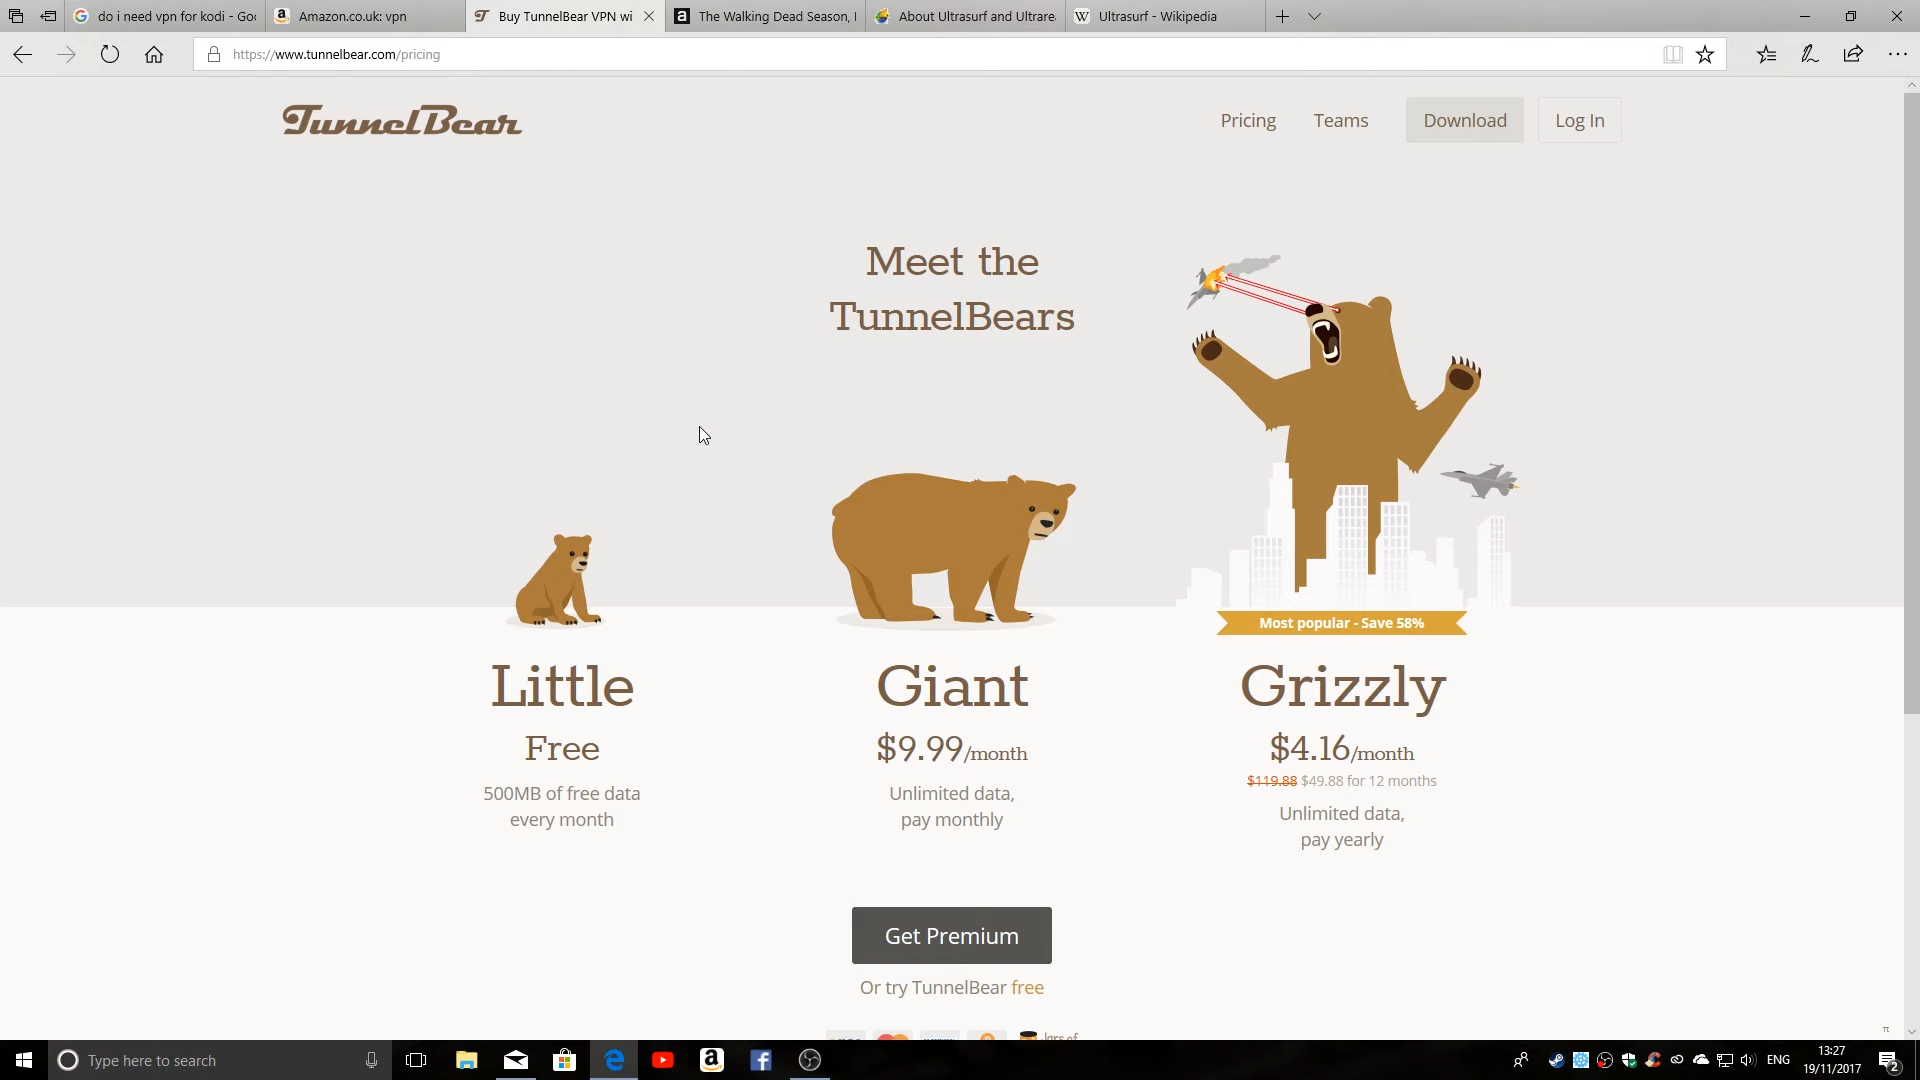 do i need vpn for kodi - Goo
Amazon.co.uk: vpn
Buy TunnelBear VPN wi
The Walking Dead Season, I
About Ultrasurf and Ultrarea
Ultrasurf - Wikipedia
https://www.tunnelbear.com/pricing
TunnelBear
Pricing
Teams
Download
Log In
Meet the
TunnelBears
Most popular - Save 58%
Little
Giant
Grizzly
Free
$9.99/month
$4.16/month
$119.88 $49.88 for 12 months
500MB of free data
every month
Unlimited data,
pay monthly
Unlimited data,
pay yearly
Get Premium
Or try TunnelBear free
Type here to search
ENG
13:27
19/11/2017
2